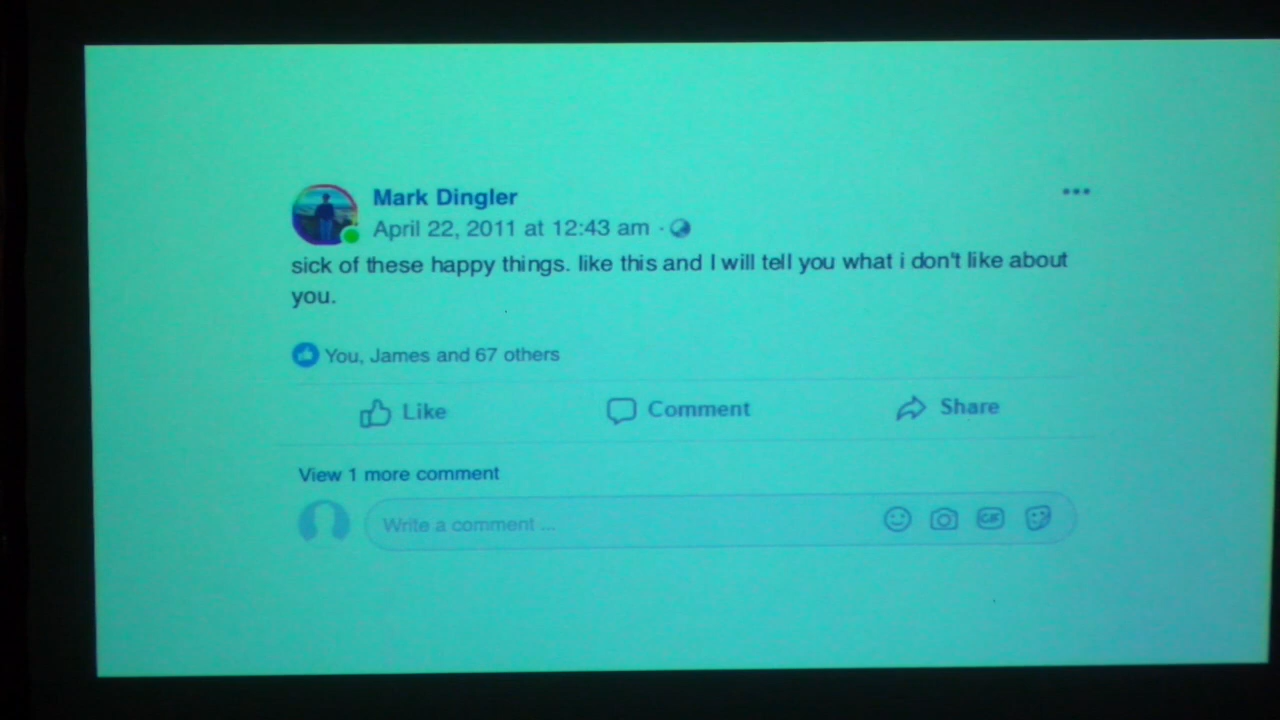 Mark Dingler
April 22, 2011 at 12:43 am ·
sick of these happy things. like this and I will tell you what i don't like about
you.
You, James and 67 others
Like Comment Share
View 1 more comment
Write a comment ...
GIF